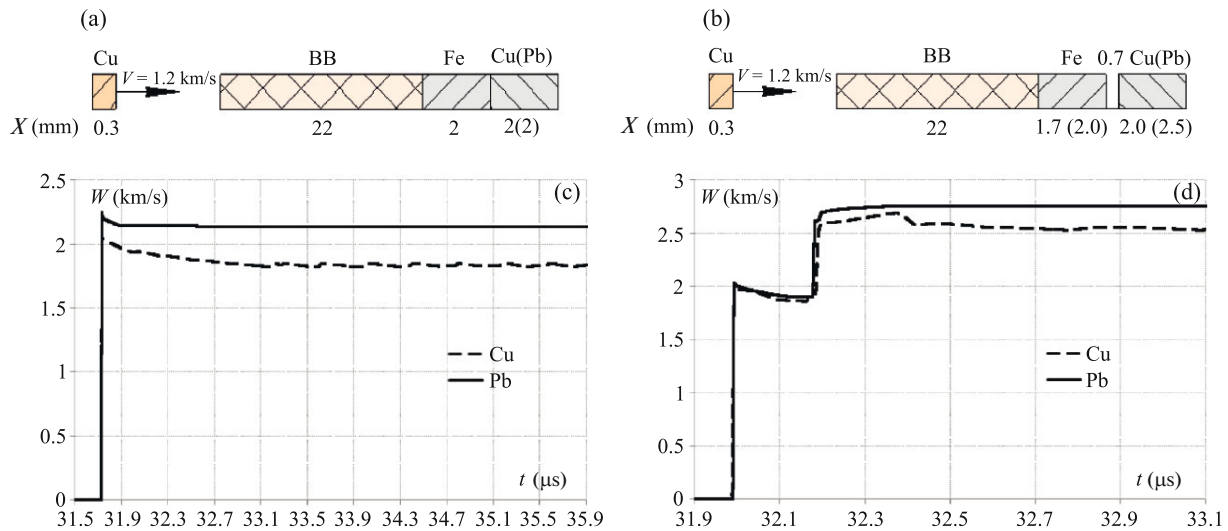 (a)
Cu
V = 1.2 km/s
BB
Fe
Cu(Pb)
X (mm)
0.3
22
2
2(2)
(b)
Cu
V = 1.2 km/s
BB
Fe
0.7
Cu(Pb)
X (mm)
0.3
22
1.7 (2.0)
2.0 (2.5)
(c)
W (km/s)
2.5
2
1.5
1
0.5
0
Cu
Pb
t (μs)
31.5 31.9 32.3 32.7 33.1 33.5 33.9 34.3 34.7 35.1 35.5 35.9
(d)
W (km/s)
3
2.5
2
1.5
1
0.5
0
Cu
Pb
t (μs)
31.9 32.1 32.3 32.5 32.7 32.9 33.1